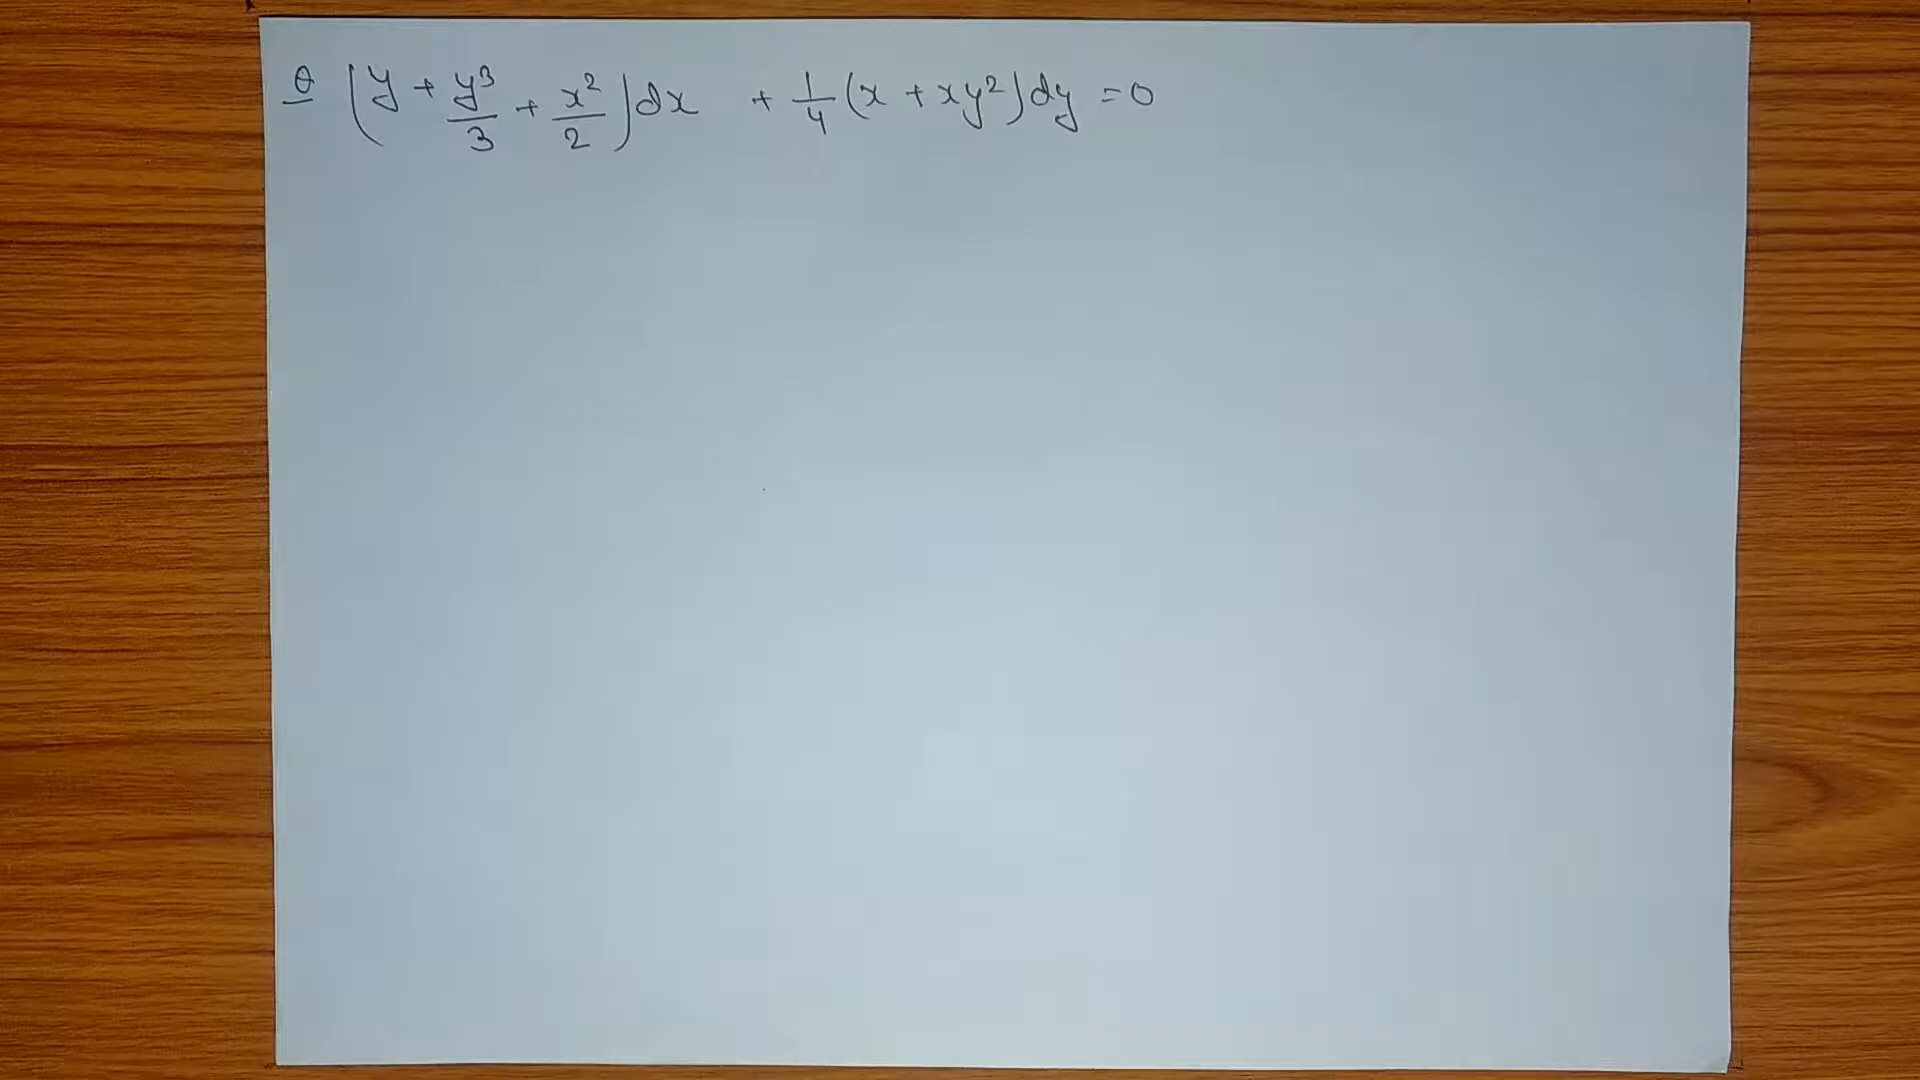 Q (y + y³/3 + x²/2)dx + 1/4(x + xy²)dy = 0